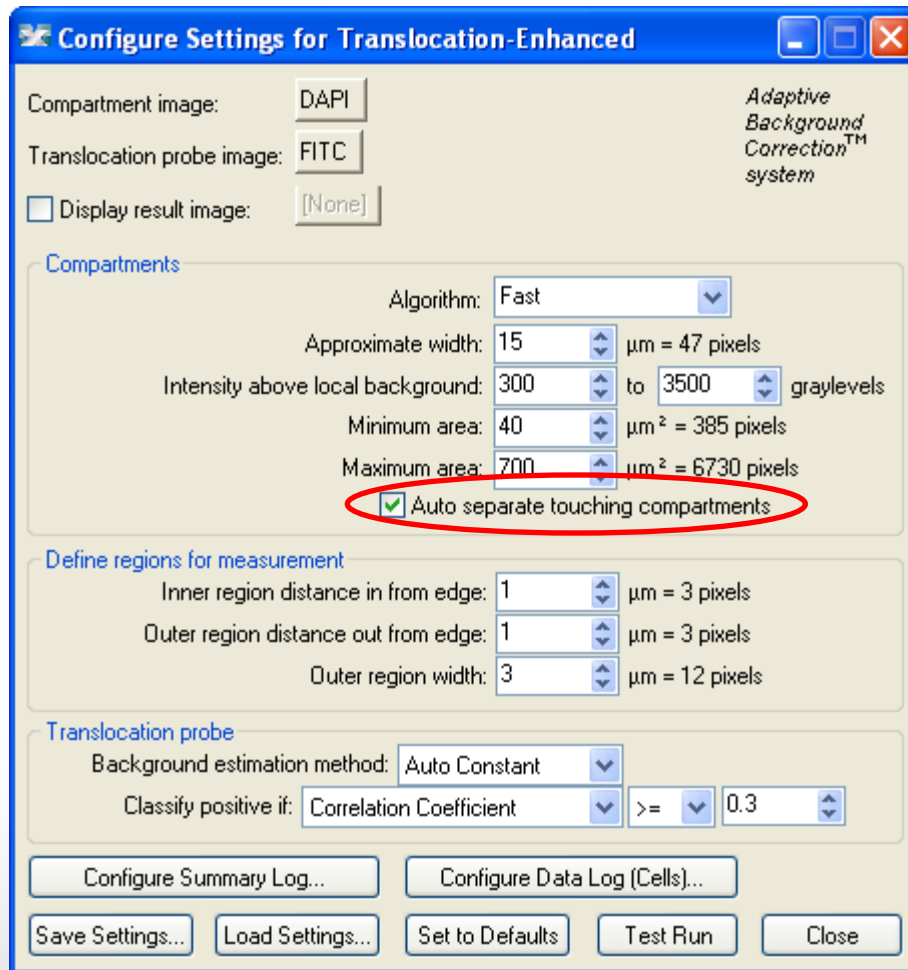 Configure Settings for Translocation-Enhanced
Compartment image: DAPI
Translocation probe image: FITC
Display result image: [None]
Adaptive
Background
Correction™
system
Compartments
Algorithm: Fast
Approximate width: 15 µm = 47 pixels
Intensity above local background: 300 to 3500 graylevels
Minimum area: 40 µm² = 385 pixels
Maximum area: 700 µm² = 6730 pixels
Auto separate touching compartments
Define regions for measurement
Inner region distance in from edge: 1 µm = 3 pixels
Outer region distance out from edge: 1 µm = 3 pixels
Outer region width: 3 µm = 12 pixels
Translocation probe
Background estimation method: Auto Constant
Classify positive if: Correlation Coefficient >= 0.3
Configure Summary Log... Configure Data Log (Cells)...
Save Settings... Load Settings... Set to Defaults Test Run Close